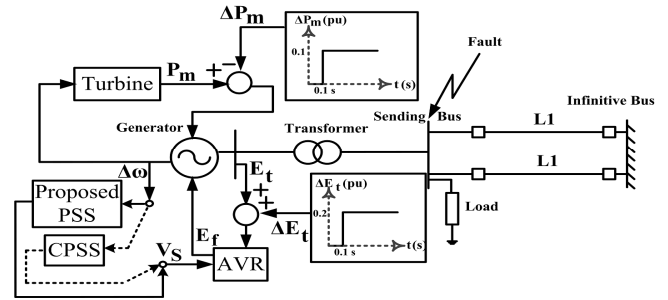 ΔPm
ΔPm(pu)
0.1
0.1 s
t(s)
Fault
Turbine
Pm
+
−
Generator
Transformer
Sending Bus
Infinitive Bus
L1
L1
Et
Δω
Proposed
PSS
CPSS
VS
Ef
AVR
+
+
ΔEt
ΔEt(pu)
0.2
0.1 s
t(s)
Load